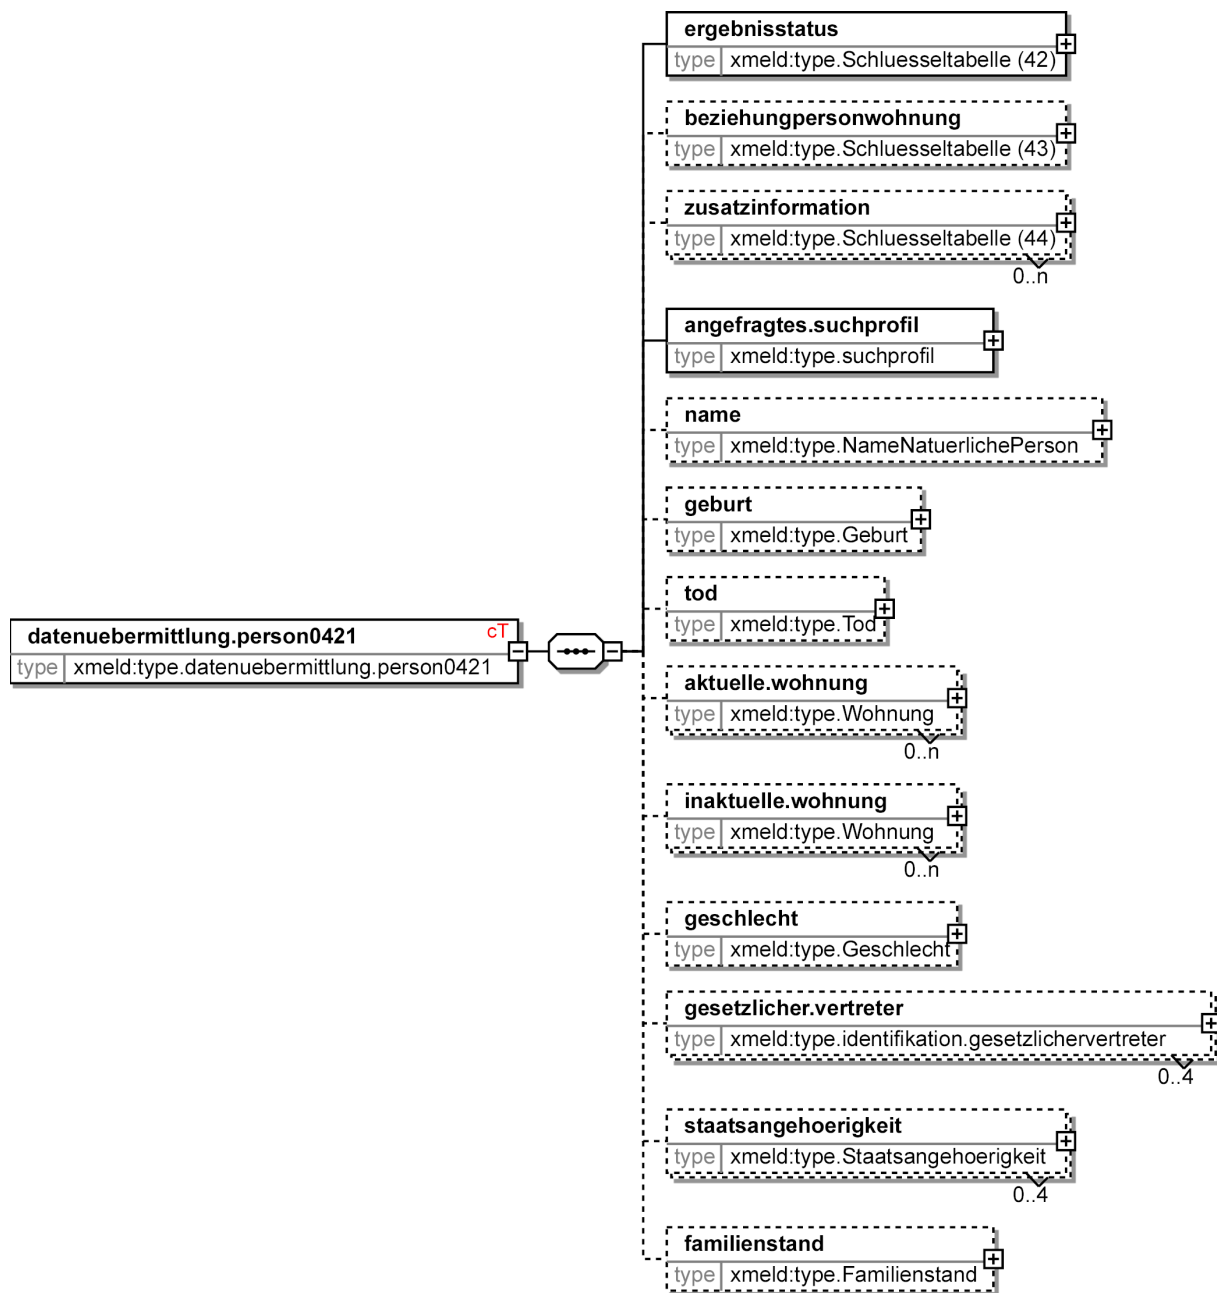 ergebnisstatus
type xmeld:type.Schluesseltabelle (42)
beziehungpersonwohnung
type xmeld:type.Schluesseltabelle (43)
zusatzinformation
type xmeld:type.Schluesseltabelle (44)
0..n
angefragtes.suchprofil
type xmeld:type.suchprofil
name
type xmeld:type.NameNatuerlichePerson
geburt
type xmeld:type.Geburt
tod
type xmeld:type.Tod
datenuebermittlung.person0421 cT
type xmeld:type.datenuebermittlung.person0421
aktuelle.wohnung
type xmeld:type.Wohnung
0..n
inaktuelle.wohnung
type xmeld:type.Wohnung
0..n
geschlecht
type xmeld:type.Geschlecht
gesetzlicher.vertreter
type xmeld:type.identifikation.gesetzlichervertreter
0..4
staatsangehoerigkeit
type xmeld:type.Staatsangehoerigkeit
0..4
familienstand
type xmeld:type.Familienstand